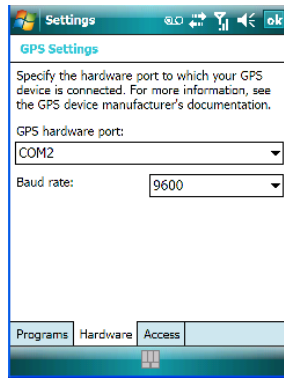 Settings
ok
GPS Settings
Specify the hardware port to which your GPS
device is connected. For more information, see
the GPS device manufacturer's documentation.
GPS hardware port:
COM2
Baud rate:
9600
Programs Hardware Access